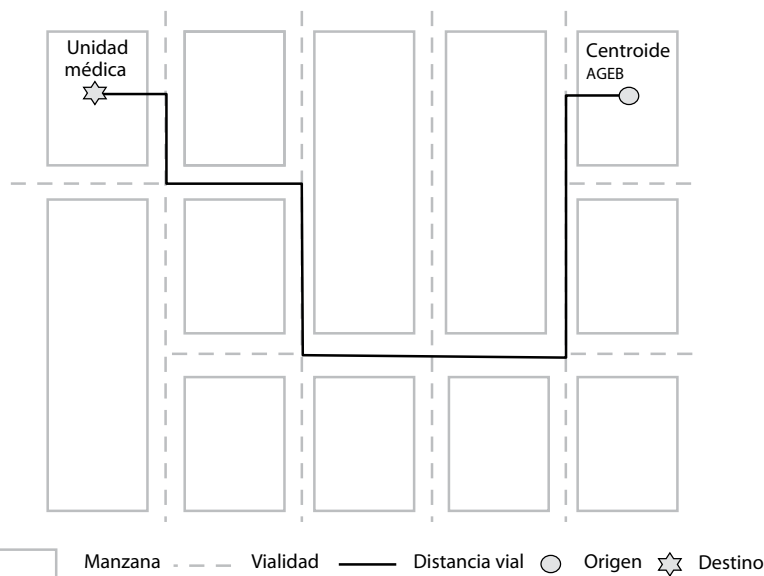 Unidad
médica
Centroide
AGEB
Manzana
Vialidad
Distancia vial
Origen
Destino